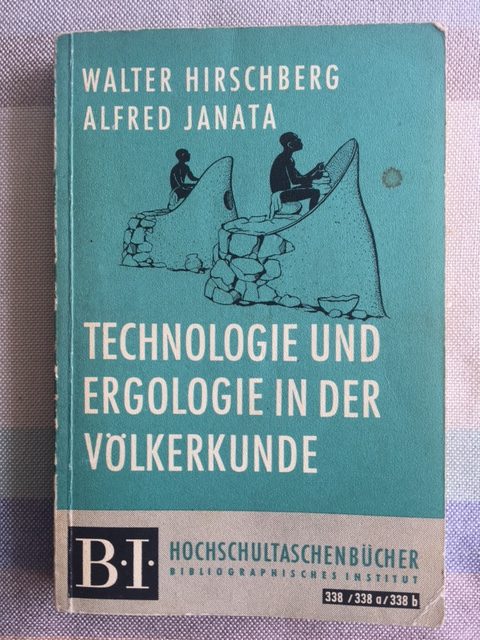 WALTER HIRSCHBERG
ALFRED JANATA
TECHNOLOGIE UND
ERGOLOGIE IN DER
VÖLKERKUNDE
B·I·
HOCHSCHULTASCHENBÜCHER
BIBLIOGRAPHISCHES INSTITUT
338 / 338 a / 338 b